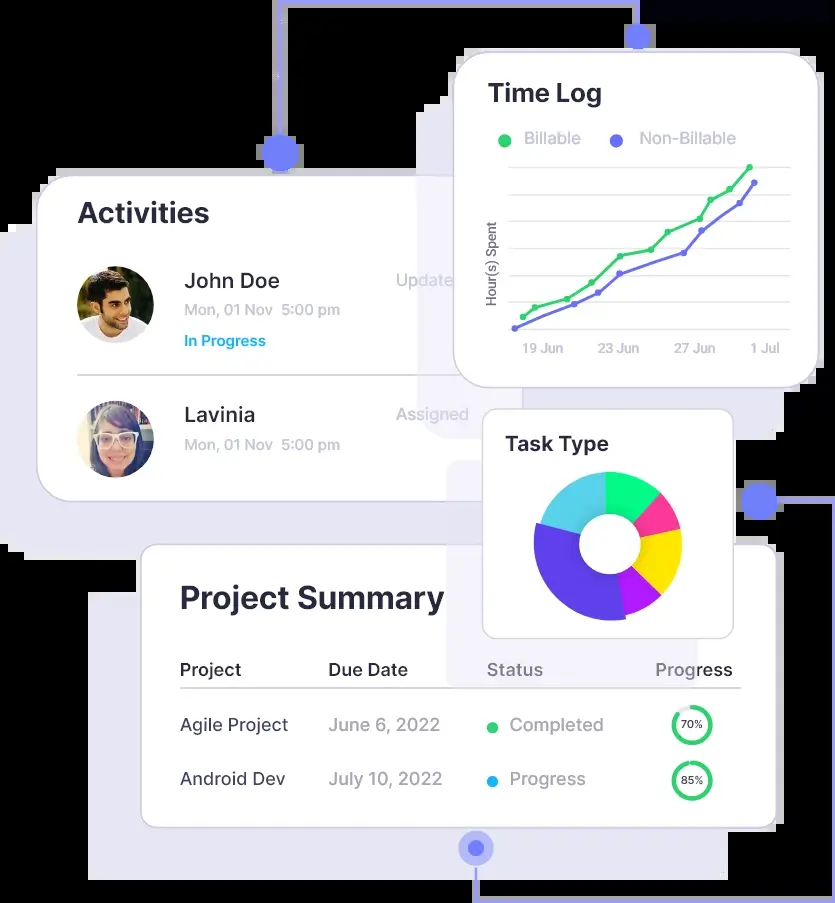 Time Log
Billable
Non-Billable
Hour(s) Spent
19 Jun
23 Jun
27 Jun
1 Jul
Activities
John Doe
Update
Mon, 01 Nov 5:00 pm
In Progress
Lavinia
Assigned
Mon, 01 Nov 5:00 pm
Task Type
Project Summary
Project
Due Date
Status
Progress
Agile Project
June 6, 2022
Completed
70%
Android Dev
July 10, 2022
Progress
85%